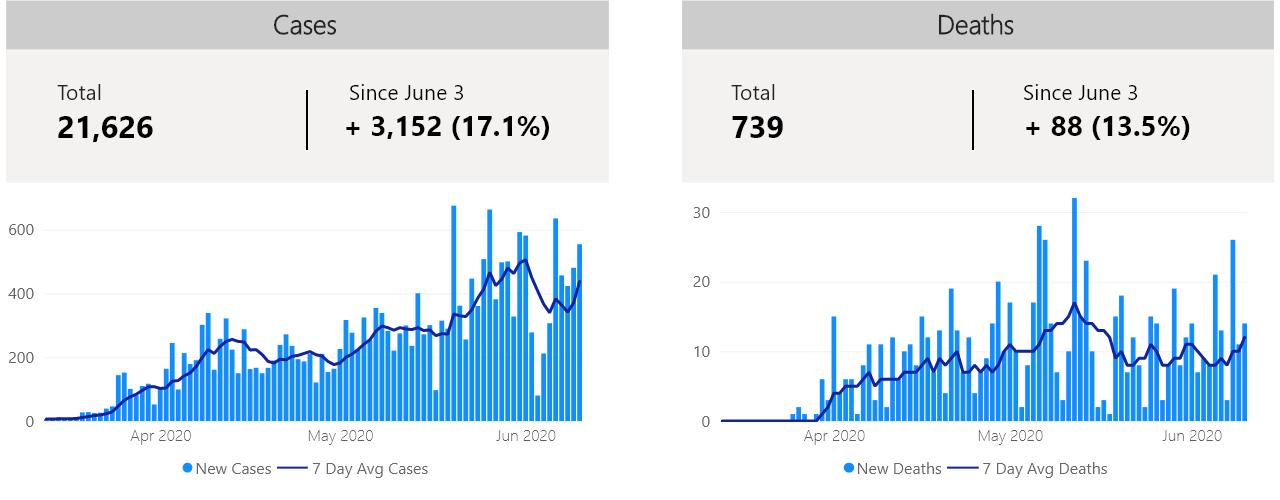 Cases
Total
21,626
Since June 3
+ 3,152 (17.1%)
600
400
200
0
Apr 2020
May 2020
Jun 2020
New Cases
7 Day Avg Cases
Deaths
Total
739
Since June 3
+ 88 (13.5%)
30
20
10
0
Apr 2020
May 2020
Jun 2020
New Deaths
7 Day Avg Deaths